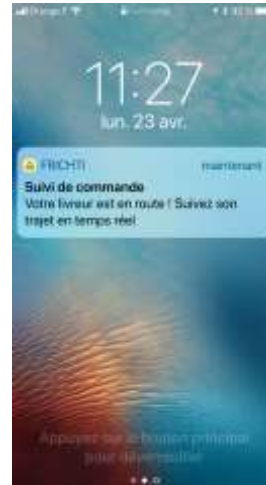 Orange F
11:27
lun. 23 avr.
FRICHTI maintenant
Suivi de commande
Votre livreur est en route ! Suivez son
trajet en temps réel
Appuyez sur le bouton principal
pour déverrouiller